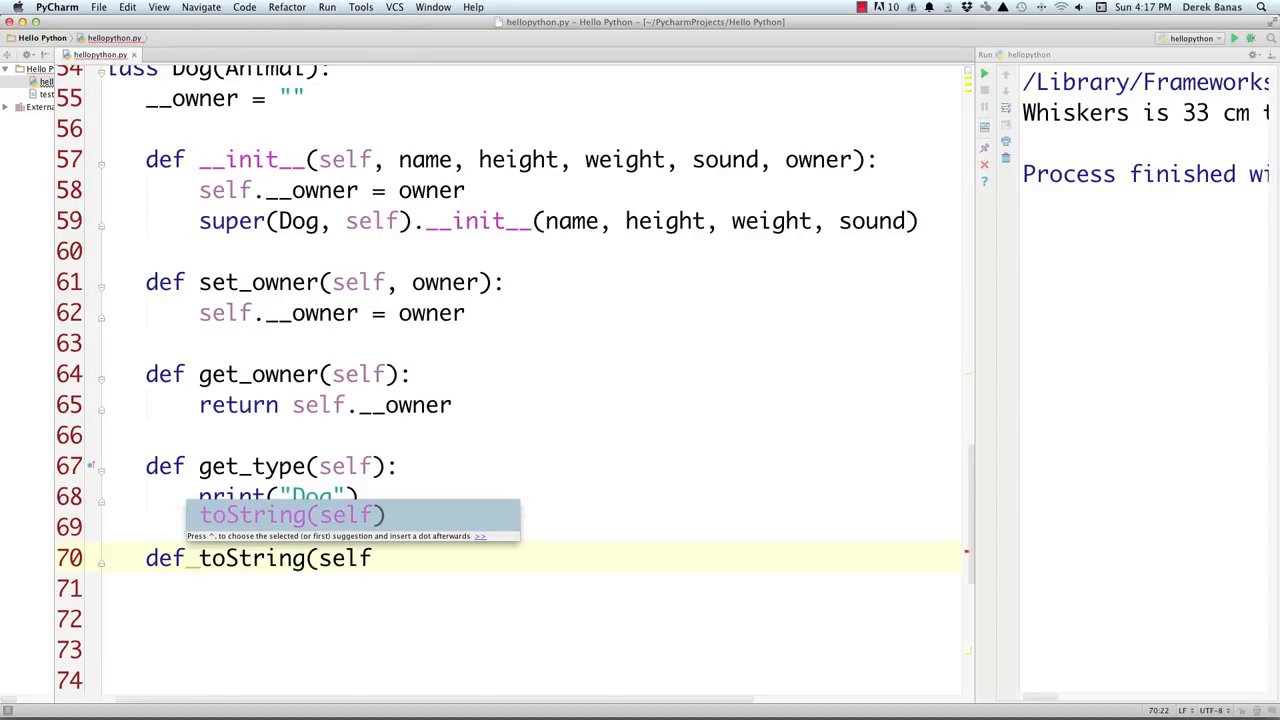 PyCharm File Edit View Navigate Code Refactor Run Tools VCS Window Help 10 Sun 4:17 PM Derek Banas
hellopython.py – Hello Python – [~/PycharmProjects/Hello Python]
Hello Python hellopython.py hellopython
hellopython.py Run hellopython
Hello P
hell
test
Extern
54 lass Dog(Animal):
55 __owner = ""
56
57 def __init__(self, name, height, weight, sound, owner):
58 self.__owner = owner
59 super(Dog, self).__init__(name, height, weight, sound)
60
61 def set_owner(self, owner):
62 self.__owner = owner
63
64 def get_owner(self):
65 return self.__owner
66
67 def get_type(self):
68 print("Dog")
toString(self)
Press ^. to choose the selected (or first) suggestion and insert a dot afterwards >>
69
70 def toString(self
71
72
73
74
/Library/Frameworks
Whiskers is 33 cm t
Process finished wi
70:22 LF UTF-8